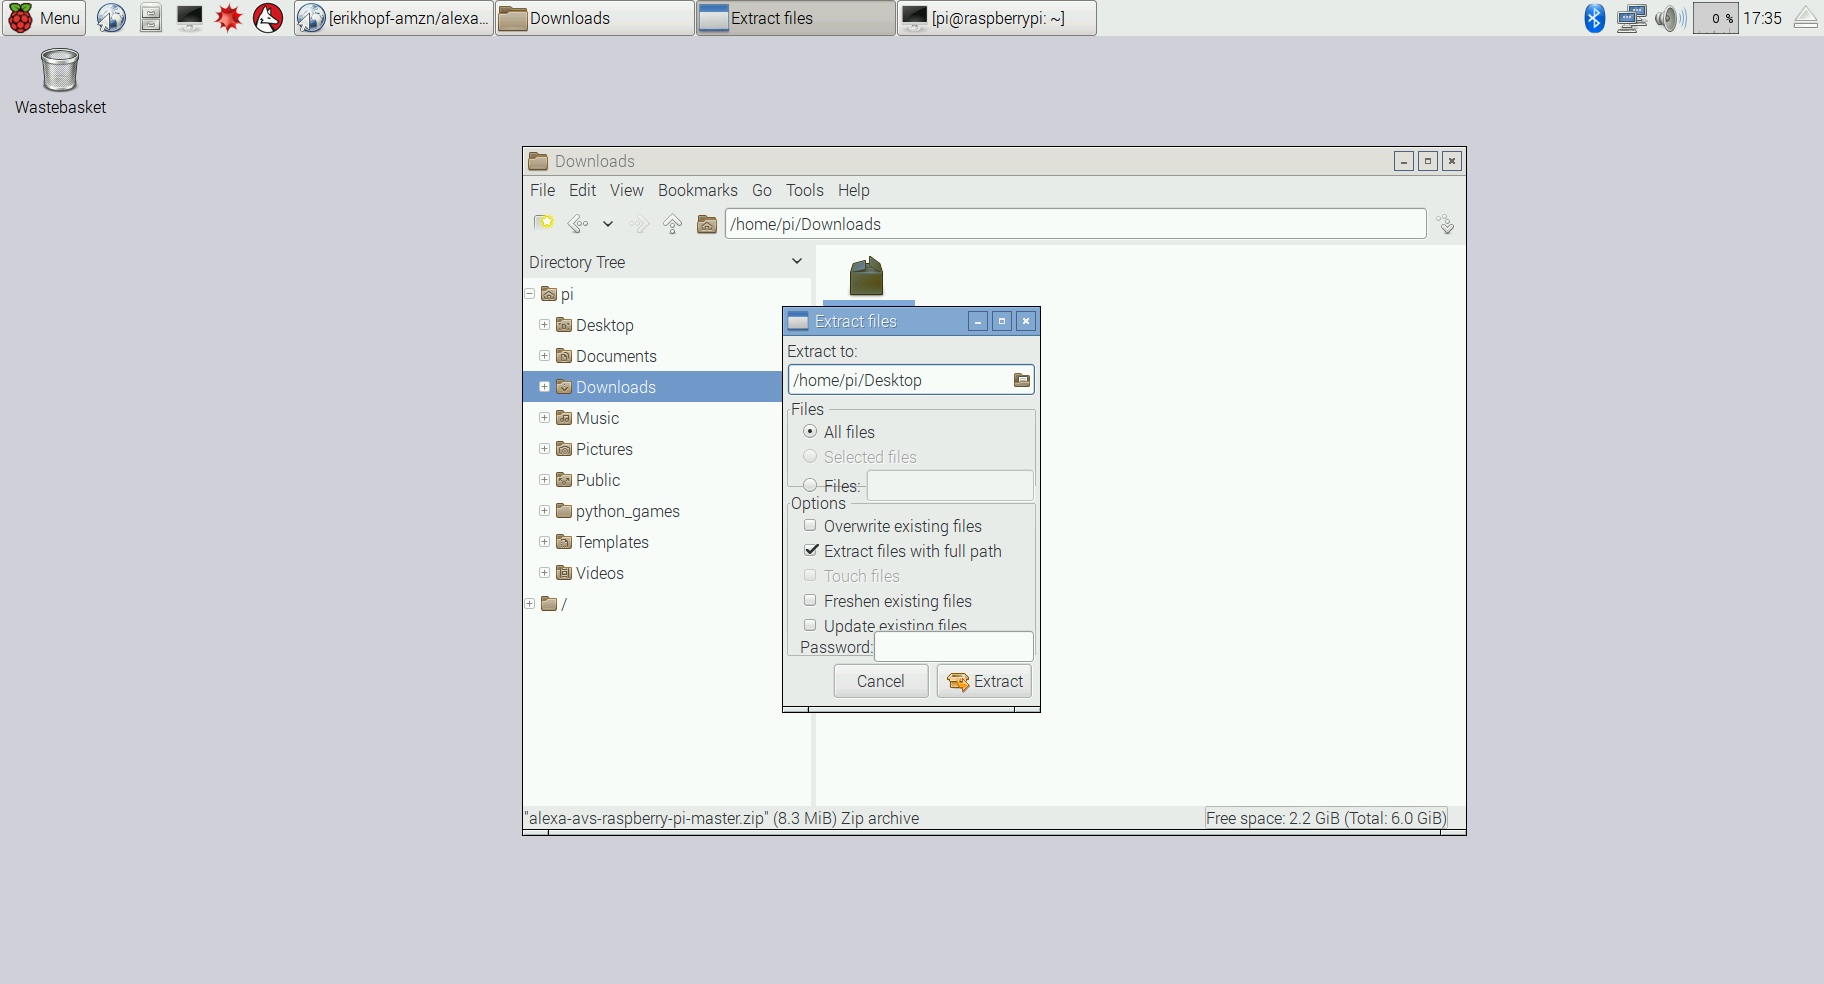 Menu
[erikhopf-amzn/alexa...
Downloads
Extract files
[pi@raspberrypi: ~]
0 %
17:35
Wastebasket
Downloads
File Edit View Bookmarks Go Tools Help
/home/pi/Downloads
Directory Tree
pi
Desktop
Documents
Downloads
Music
Pictures
Public
python_games
Templates
Videos
/
Extract files
Extract to:
/home/pi/Desktop
Files
All files
Selected files
Files:
Options
Overwrite existing files
Extract files with full path
Touch files
Freshen existing files
Update existing files
Password:
Cancel
Extract
"alexa-avs-raspberry-pi-master.zip" (8.3 MiB) Zip archive
Free space: 2.2 GiB (Total: 6.0 GiB)